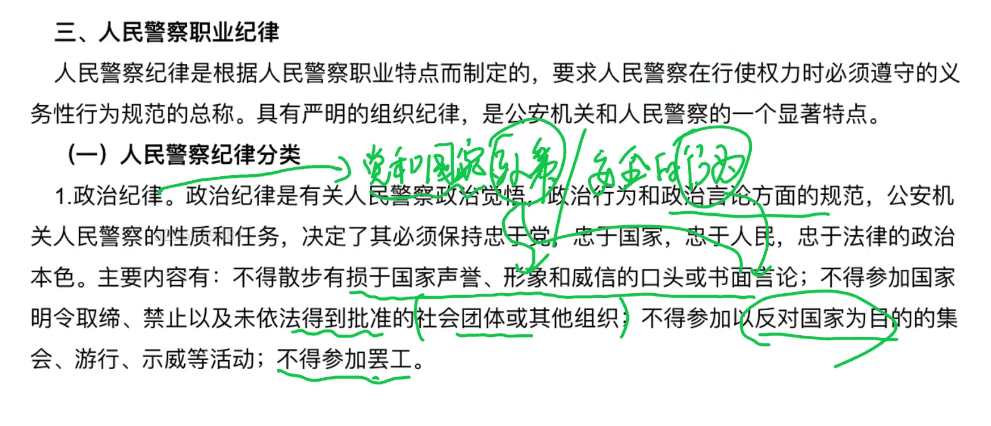 三、人民警察职业纪律
人民警察纪律是根据人民警察职业特点而制定的，要求人民警察在行使权力时必须遵守的义
务性行为规范的总称。具有严明的组织纪律，是公安机关和人民警察的一个显著特点。
（一）人民警察纪律分类
党和国家 / 安全的行为
1.政治纪律。政治纪律是有关人民警察政治觉悟，政治行为和政治言论方面的规范，公安机
关人民警察的性质和任务，决定了其必须保持忠于党，忠于国家，忠于人民，忠于法律的政治
本色。主要内容有：不得散步有损于国家声誉、形象和威信的口头或书面言论；不得参加国家
明令取缔、禁止以及未依法得到批准的社会团体或其他组织；不得参加以反对国家为目的的集
会、游行、示威等活动；不得参加罢工。